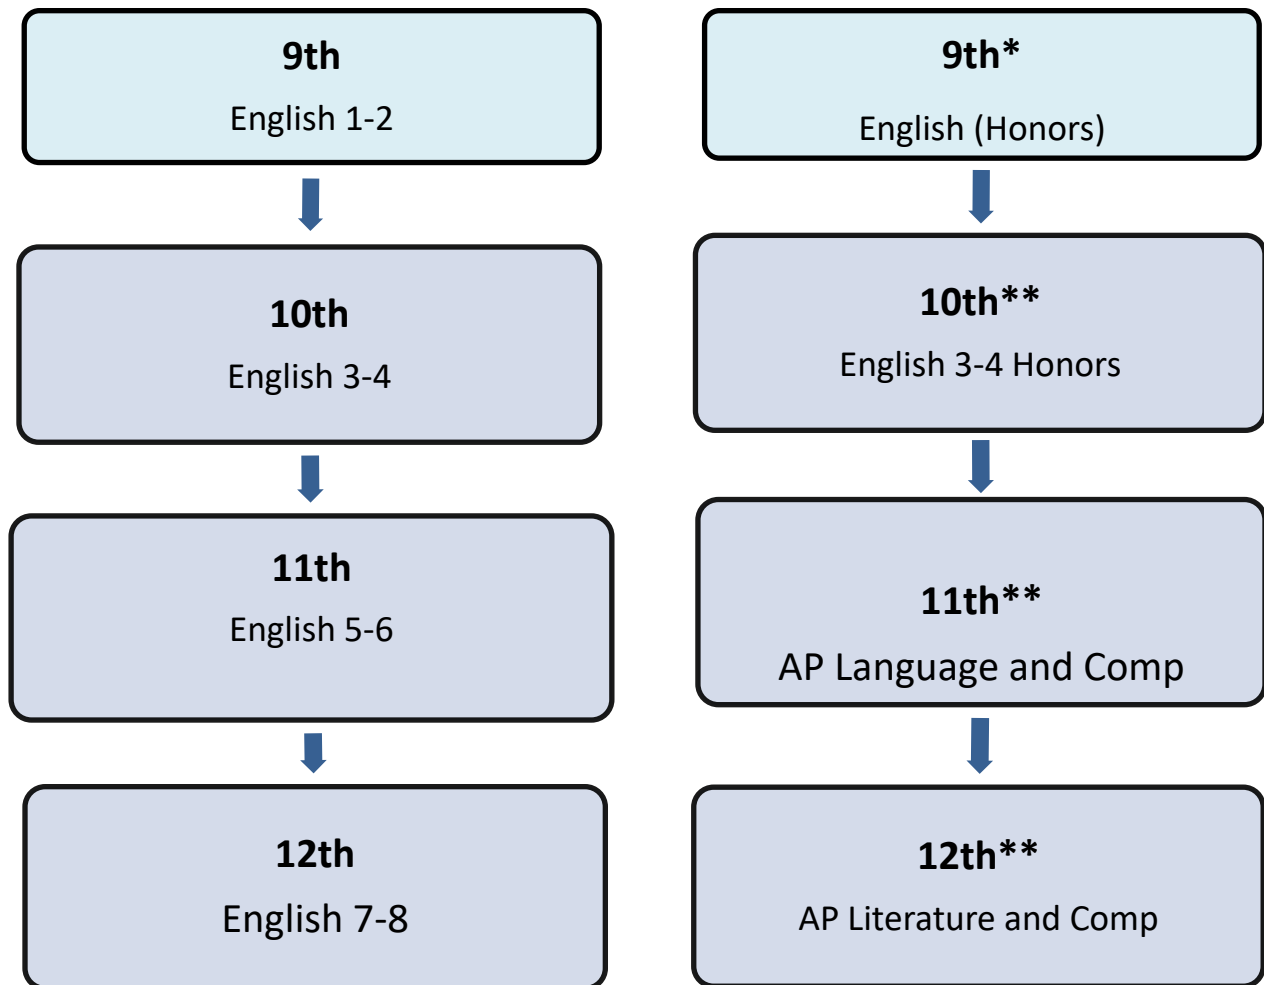 9th
English 1-2
10th
English 3-4
11th
English 5-6
12th
English 7-8
9th*
English (Honors)
10th**
English 3-4 Honors
11th**
AP Language and Comp
12th**
AP Literature and Comp